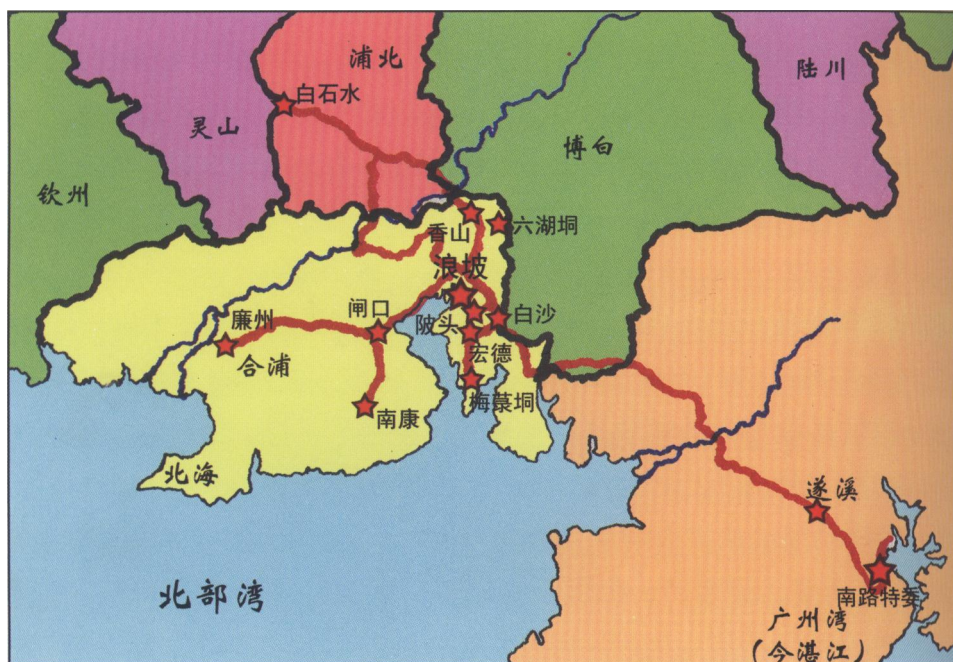 浦北
陆川
白石水
灵山
博白
钦州
香山
六湖垌
浪坡
闸口
白沙
陂头
廉州
宏德
合浦
梅菉垌
南康
北海
遂溪
北部湾
南路特委
广州湾
(今湛江)